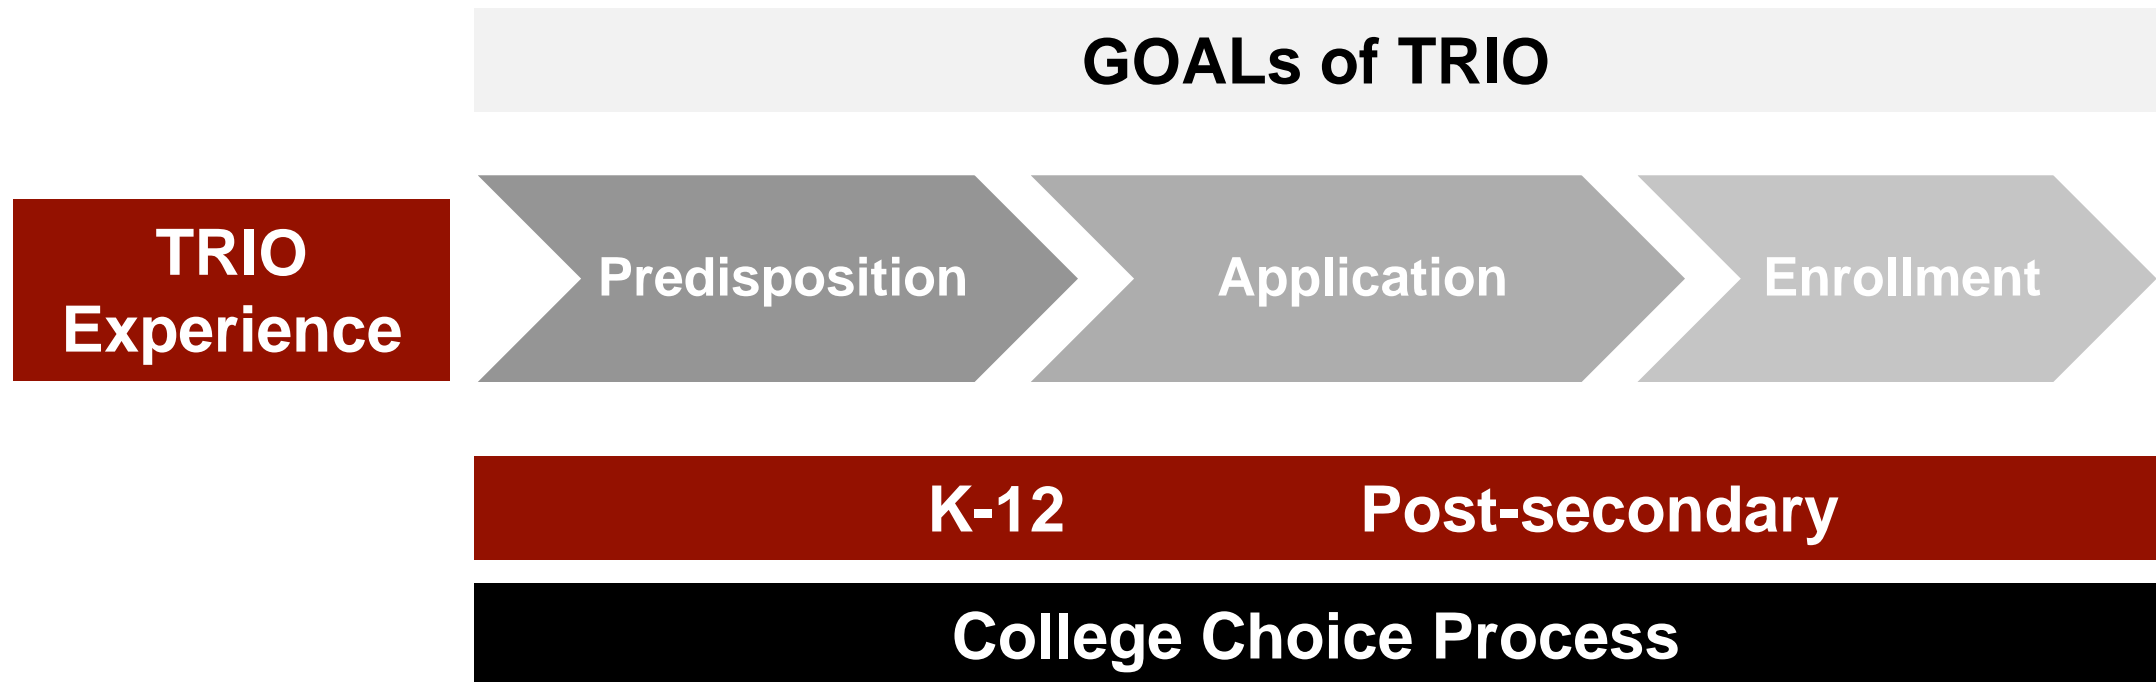 GOALs of TRIO
TRIO
Experience
Predisposition
Application
Enrollment
K-12 Post-secondary
College Choice Process